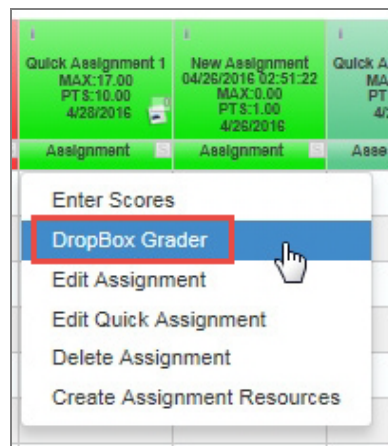 Quick Assignment 1
MAX:17.00
PTS:10.00
4/28/2016
Assignment S
New Assignment
04/26/2016 02:51:22
MAX:0.00
PTS:1.00
4/26/2016
Assignment S
Quick A
MA
PT
4/
Asse
Enter Scores
DropBox Grader
Edit Assignment
Edit Quick Assignment
Delete Assignment
Create Assignment Resources